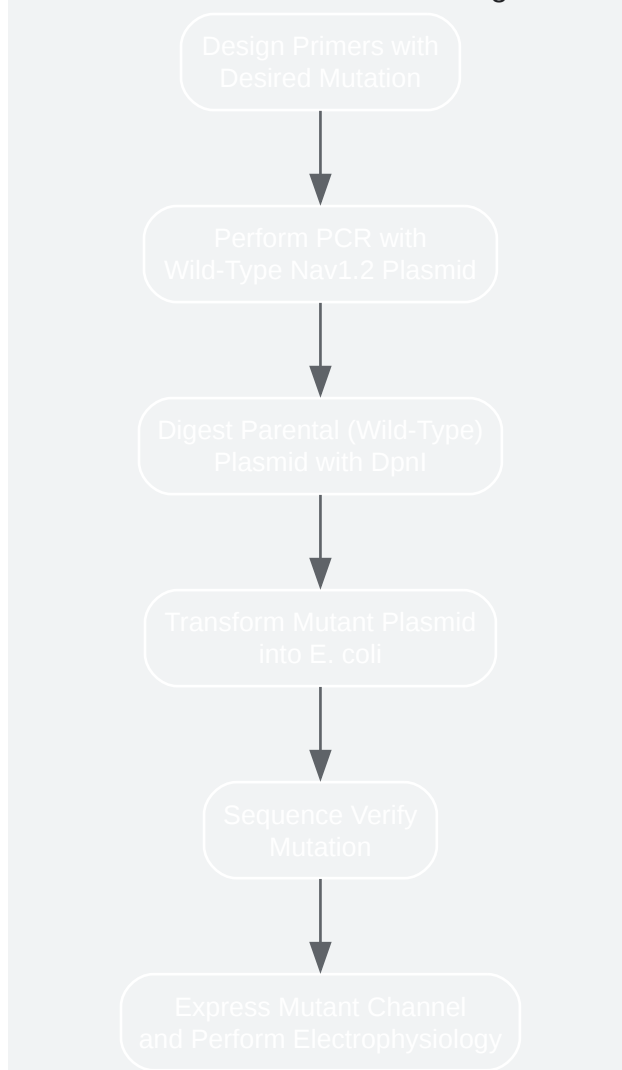 Design Primers with
Desired Mutation
Perform PCR with
Wild-Type Nav1.2 Plasmid
Digest Parental (Wild-Type)
Plasmid with DpnI
Transform Mutant Plasmid
into E. coli
Sequence Verify
Mutation
Express Mutant Channel
and Perform Electrophysiology